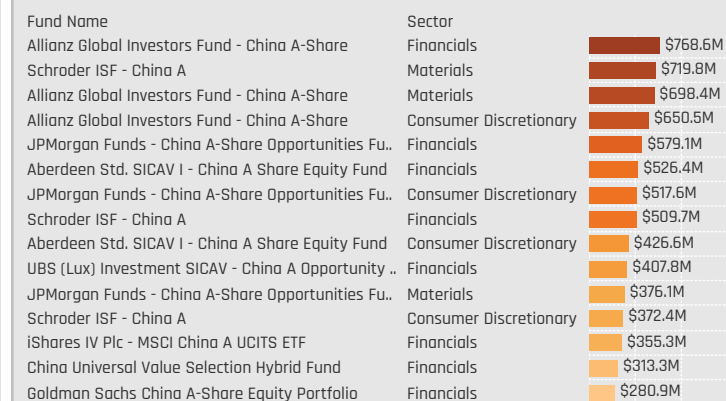 Fund Name Sector
Allianz Global Investors Fund - China A-Share Financials $768.6M
Schroder ISF - China A Materials $719.8M
Allianz Global Investors Fund - China A-Share Materials $698.4M
Allianz Global Investors Fund - China A-Share Consumer Discretionary $650.5M
JPMorgan Funds - China A-Share Opportunities Fu.. Financials $579.1M
Aberdeen Std. SICAV I - China A Share Equity Fund Financials $526.4M
JPMorgan Funds - China A-Share Opportunities Fu.. Consumer Discretionary $517.6M
Schroder ISF - China A Financials $509.7M
Aberdeen Std. SICAV I - China A Share Equity Fund Consumer Discretionary $426.6M
UBS (Lux) Investment SICAV - China A Opportunity .. Financials $407.8M
JPMorgan Funds - China A-Share Opportunities Fu.. Materials $376.1M
Schroder ISF - China A Consumer Discretionary $372.4M
iShares IV Plc - MSCI China A UCITS ETF Financials $355.3M
China Universal Value Selection Hybrid Fund Financials $313.3M
Goldman Sachs China A-Share Equity Portfolio Financials $280.9M